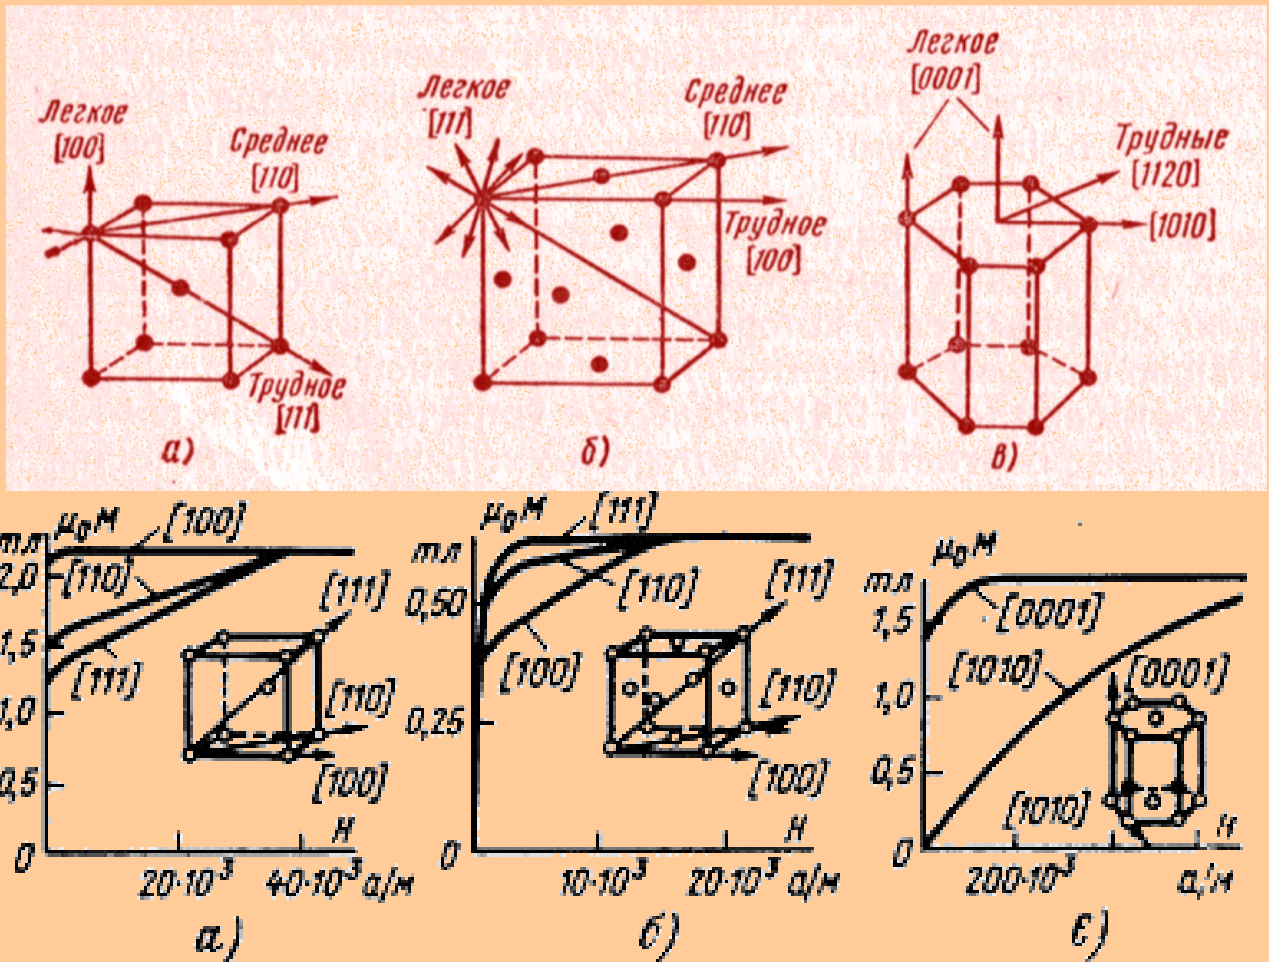 Легкое
[100]
Среднее
[110]
Трудное
[111]
а)
Легкое
[111]
Среднее
[110]
Трудное
[100]
б)
Легкое
[0001]
Трудные
[1120]
[1010]
в)
μ₀М
тл
[100]
2,0
[110]
1,5
[111]
1,0
0,5
0
[111]
[110]
[100]
Н
20·10³
40·10³ а/м
а)
μ₀М
тл
[111]
0,50
[110]
[100]
0,25
0
[111]
[110]
[100]
Н
10·10³
20·10³ а/м
б)
μ₀М
тл
1,5
[0001]
[1010]
1,0
0,5
0
[0001]
[1010]
Н
200·10³
а/м
є)